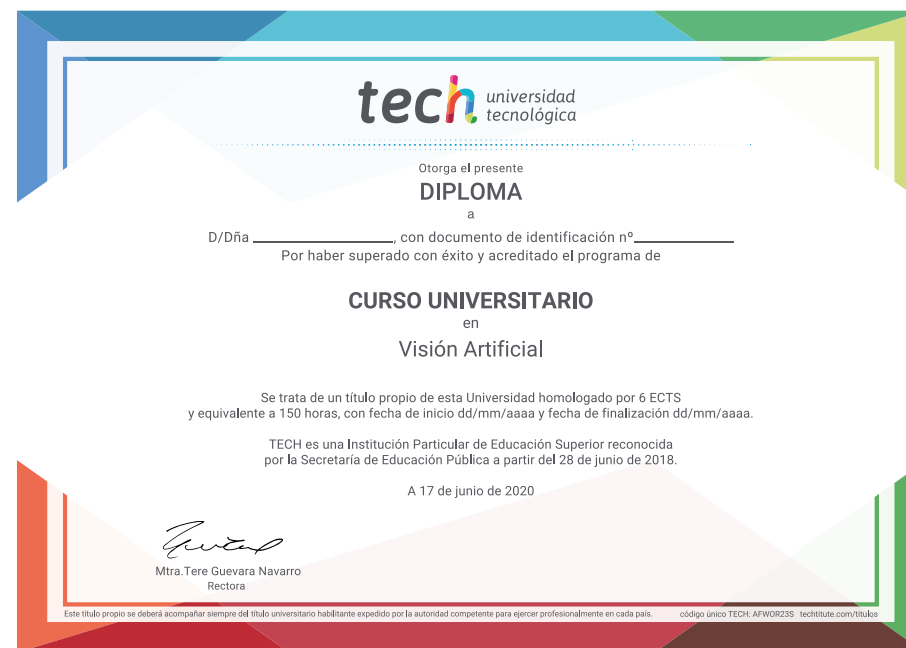 tech universidad
tecnológica
Otorga el presente
DIPLOMA
a
D/Dña ____________________, con documento de identificación nº______________
Por haber superado con éxito y acreditado el programa de
CURSO UNIVERSITARIO
en
Visión Artificial
Se trata de un título propio de esta Universidad homologado por 6 ECTS
y equivalente a 150 horas, con fecha de inicio dd/mm/aaaa y fecha de finalización dd/mm/aaaa.
TECH es una Institución Particular de Educación Superior reconocida
por la Secretaría de Educación Pública a partir del 28 de junio de 2018.
A 17 de junio de 2020
Mtra.Tere Guevara Navarro
Rectora
Este título propio se deberá acompañar siempre del título universitario habilitante expedido por la autoridad competente para ejercer profesionalmente en cada país. código único TECH: AFWOR23S techtitute.com/titulos